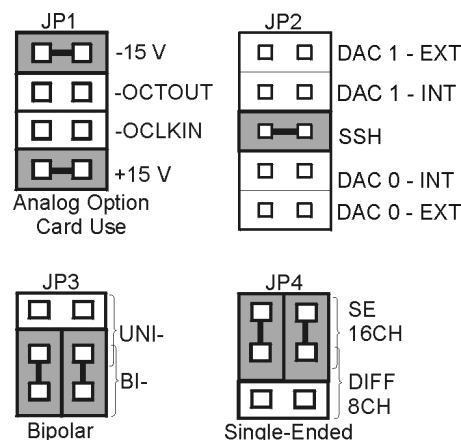 JP1
-15 V
-OCTOUT
-OCLKIN
+15 V
Analog Option
Card Use
JP2
DAC 1 - EXT
DAC 1 - INT
SSH
DAC 0 - INT
DAC 0 - EXT
JP3
UNI-
BI-
Bipolar
JP4
SE
16CH
DIFF
8CH
Single-Ended